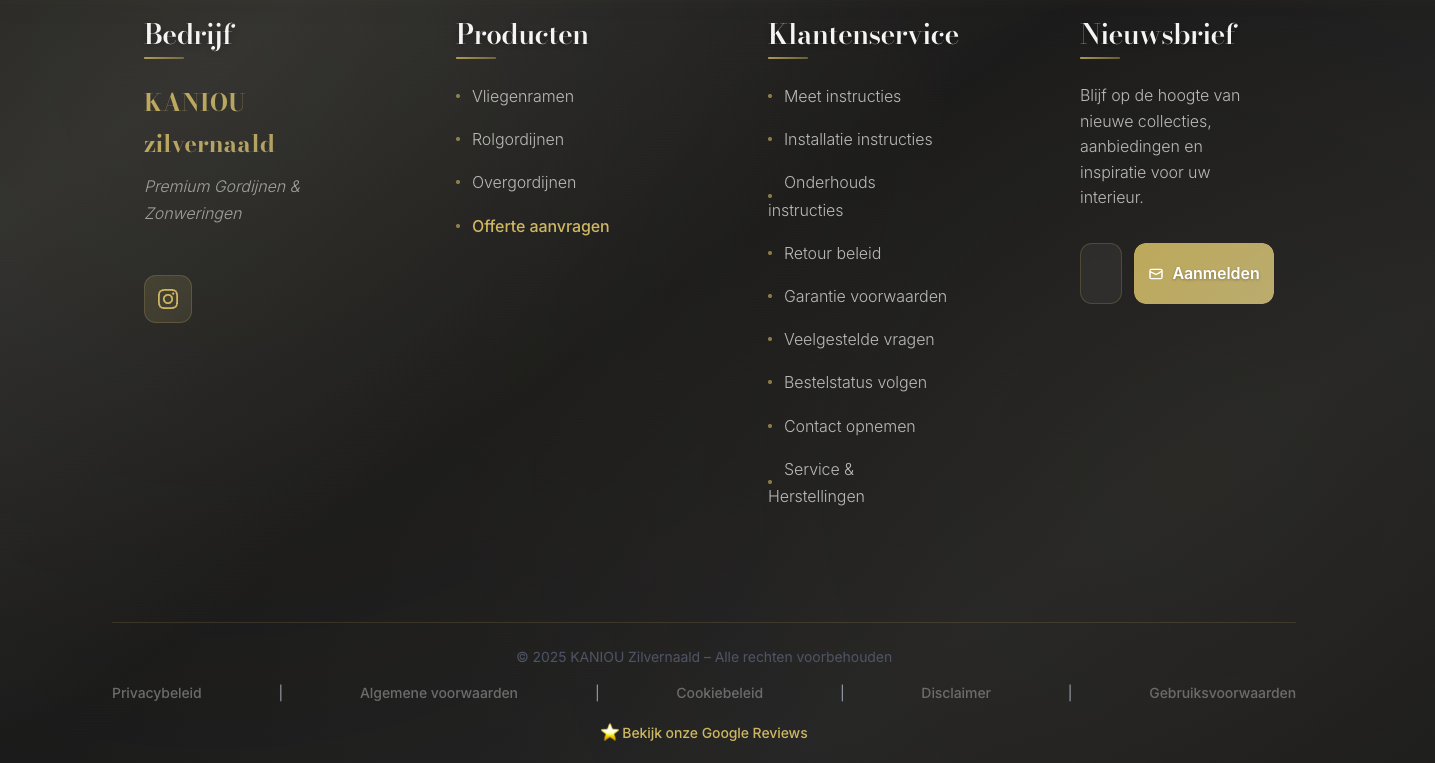 Bedrijf
KANIOU
zilvernaald
Premium Gordijnen &
Zonweringen
Producten
Vliegenramen
Rolgordijnen
Overgordijnen
Offerte aanvragen
Klantenservice
Meet instructies
Installatie instructies
Onderhouds
instructies
Retour beleid
Garantie voorwaarden
Veelgestelde vragen
Bestelstatus volgen
Contact opnemen
Service &
Herstellingen
Nieuwsbrief
Blijf op de hoogte van
nieuwe collecties,
aanbiedingen en
inspiratie voor uw
interieur.
Aanmelden
© 2025 KANIOU Zilvernaald – Alle rechten voorbehouden
Privacybeleid | Algemene voorwaarden | Cookiebeleid | Disclaimer | Gebruiksvoorwaarden
⭐ Bekijk onze Google Reviews